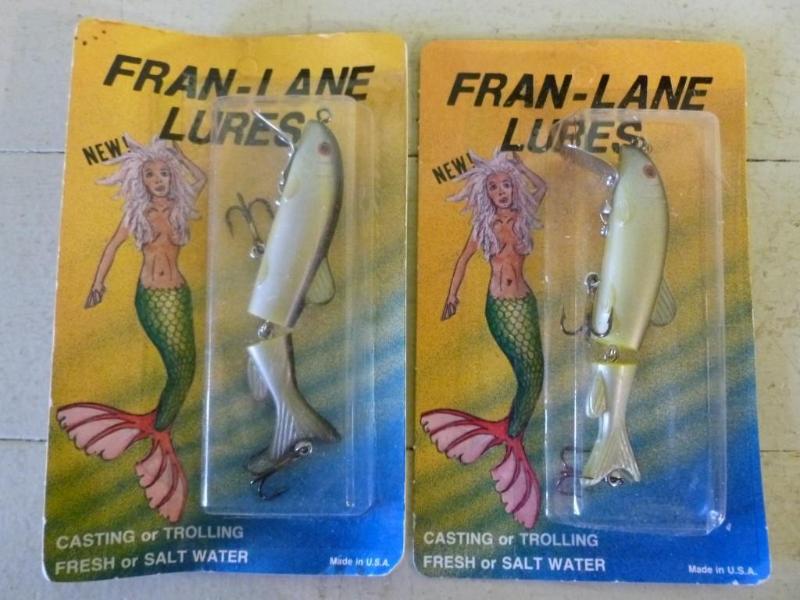 FRAN-LANE
LURES
NEW!
CASTING or TROLLING
FRESH or SALT WATER
Made in U.S.A.
FRAN-LANE
LURES
NEW!
CASTING or TROLLING
FRESH or SALT WATER
Made in U.S.A.